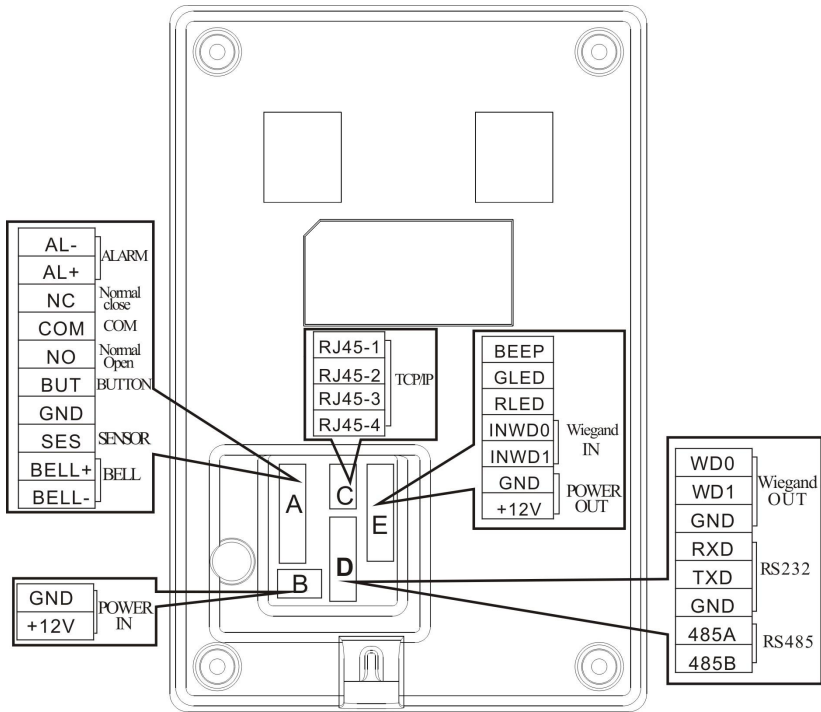 AL-
AL+
ALARM
NC Normal close
COM COM
NO Normal Open
BUT BUTTON
GND
SES SENSOR
BELL+
BELL-
BELL
RJ45-1
RJ45-2
RJ45-3
RJ45-4
TCP/IP
BEEP
GLED
RLED
INWD0
INWD1
Wiegand IN
GND
+12V
POWER OUT
WD0
WD1
GND
Wiegand OUT
RXD
TXD
GND
RS232
485A
485B
RS485
A
B
C
D
E
GND
+12V
POWER IN